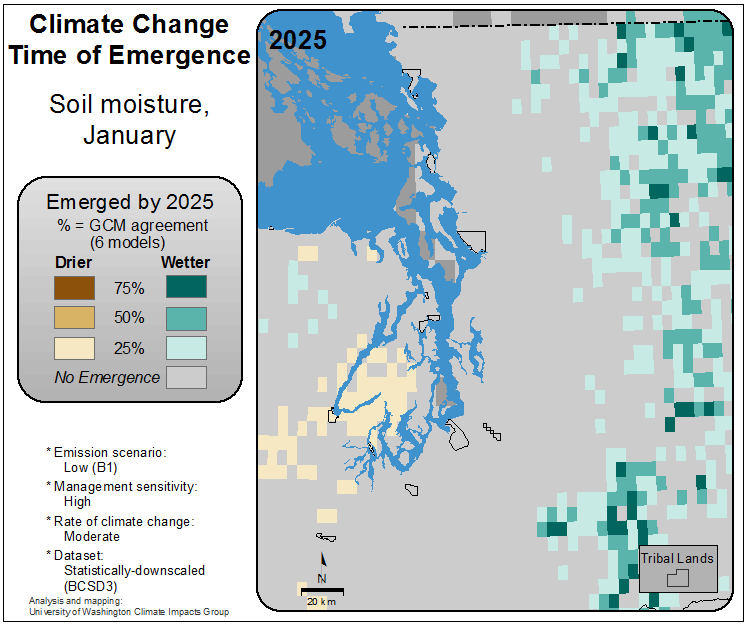 Climate Change
Time of Emergence
Soil moisture,
January
Emerged by 2025
% = GCM agreement
(6 models)
Drier Wetter
75%
50%
25%
No Emergence
* Emission scenario:
Low (B1)
* Management sensitivity:
High
* Rate of climate change:
Moderate
* Dataset:
Statistically-downscaled
(BCSD3)
Analysis and mapping:
University of Washington Climate Impacts Group
2025
N
20 km
Tribal Lands